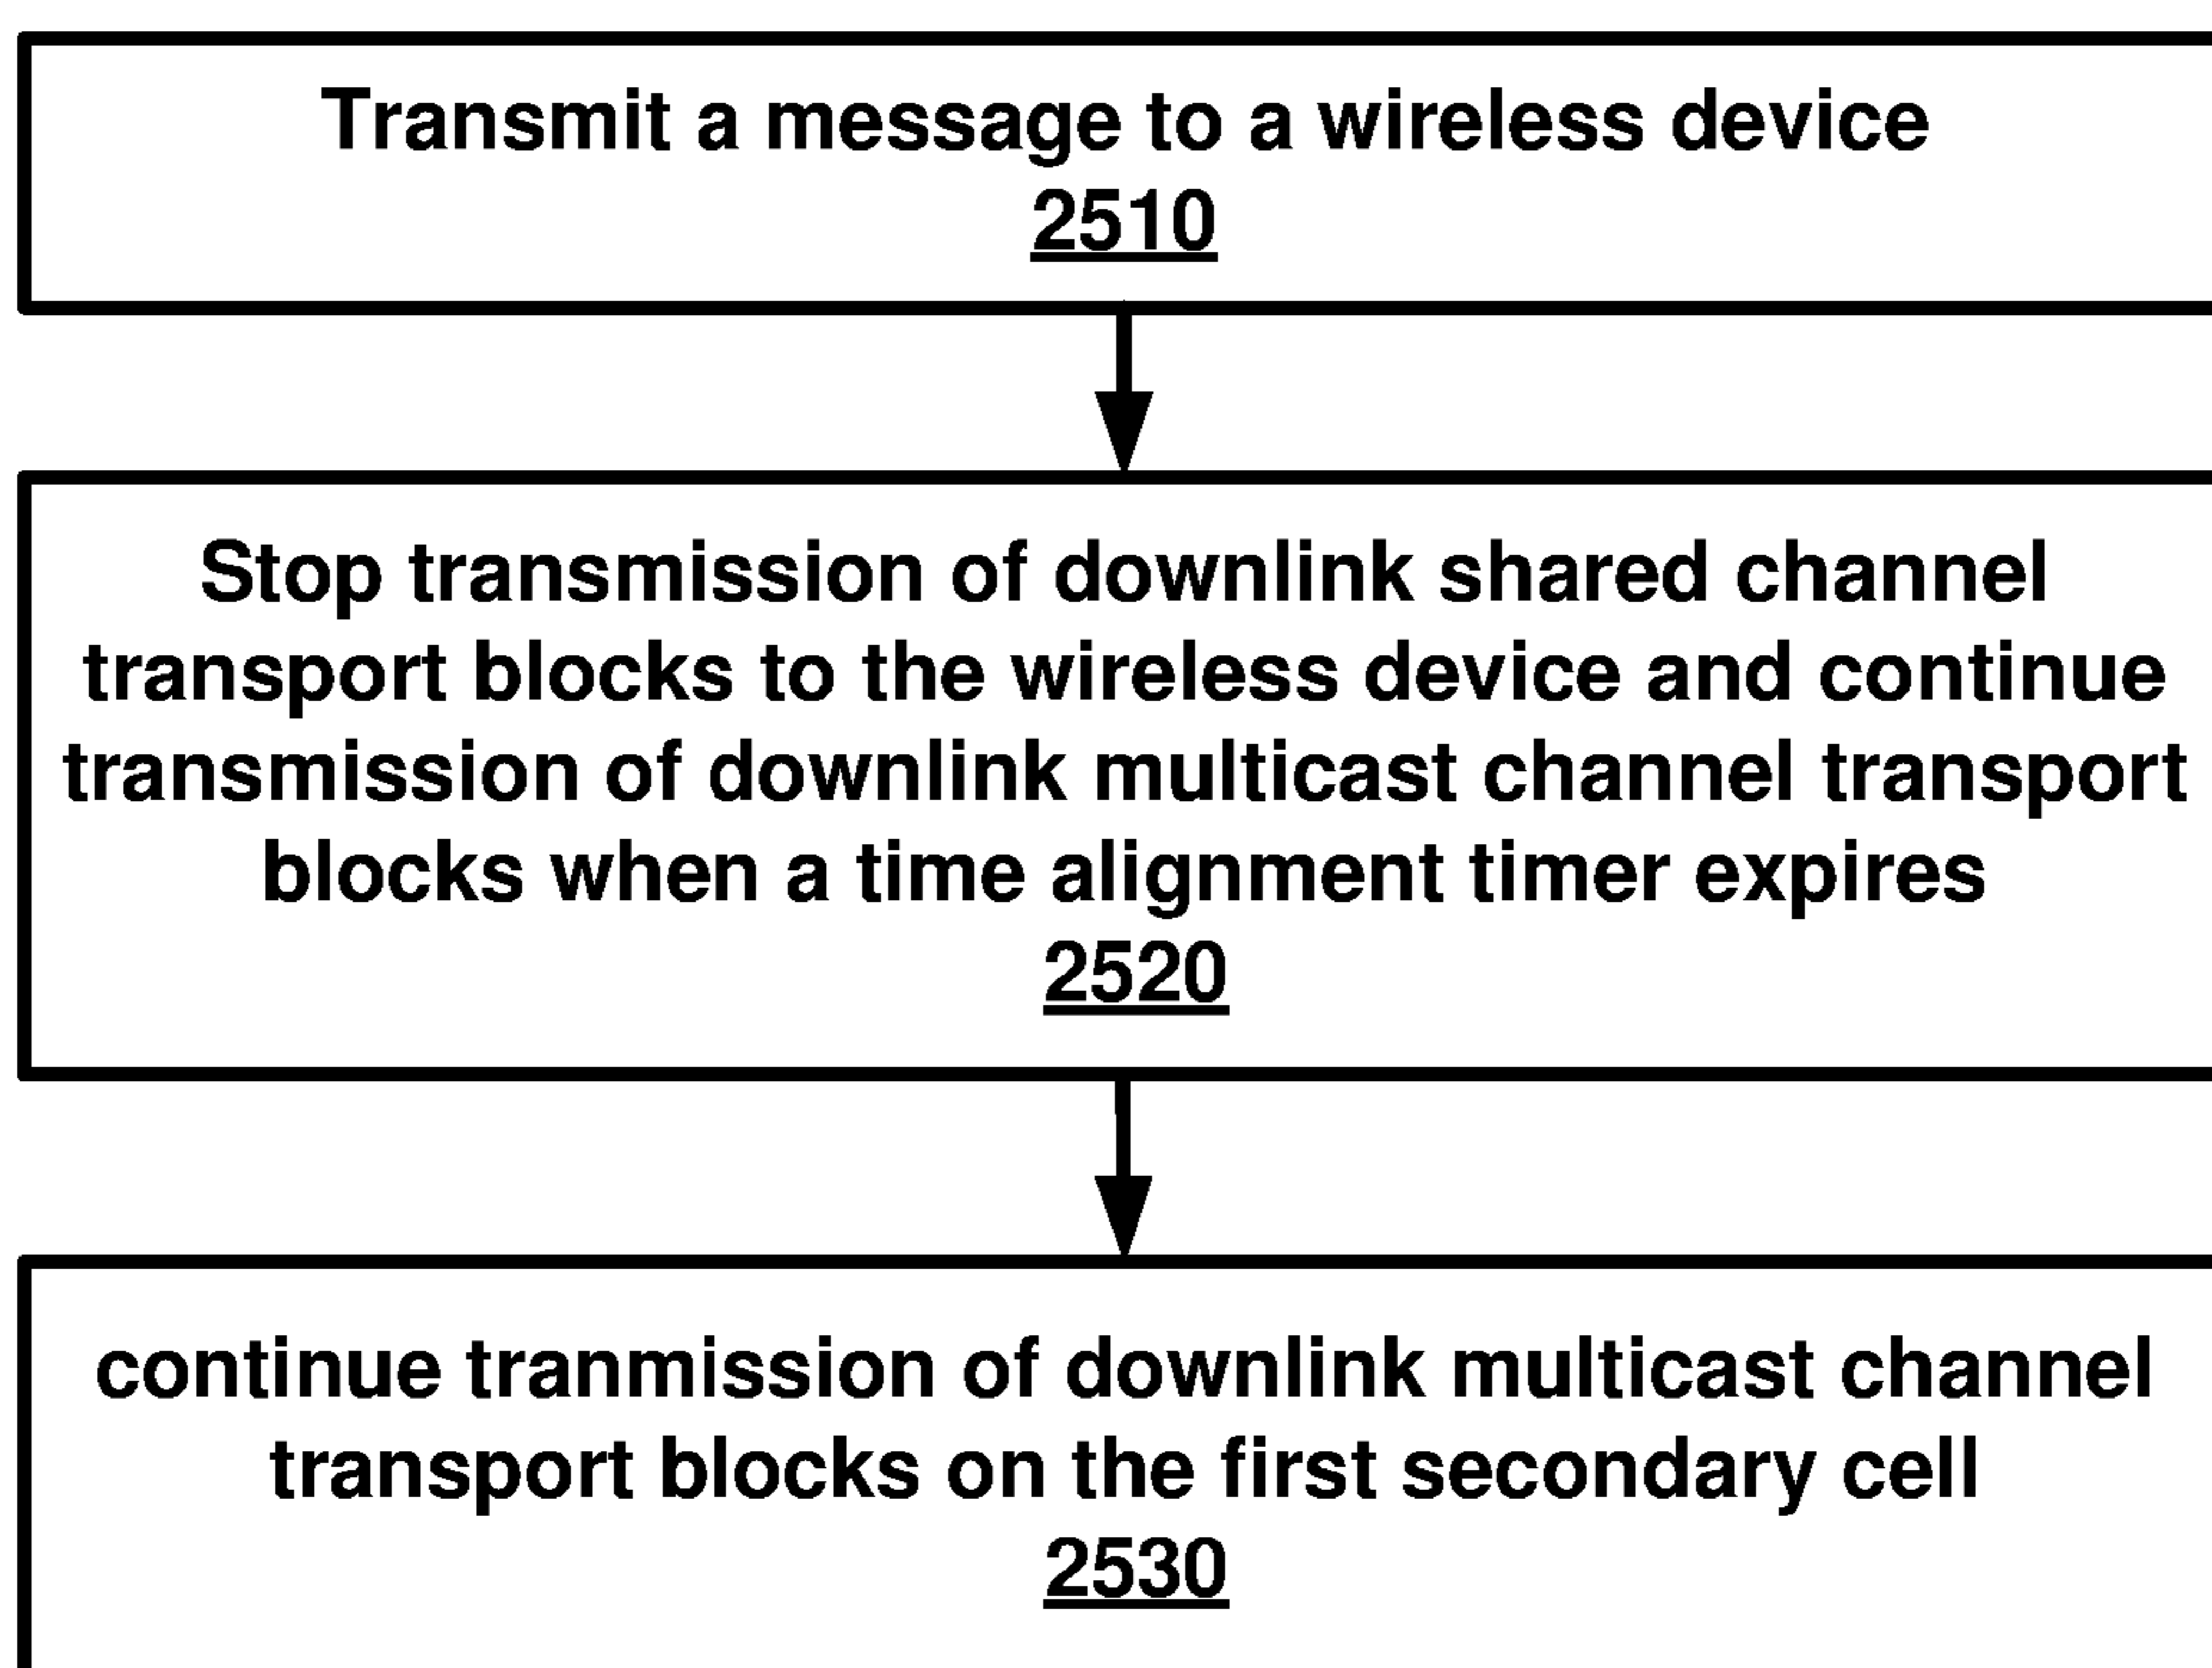 Transmit a message to a wireless device
2510
Stop transmission of downlink shared channel
transport blocks to the wireless device and continue
transmission of downlink multicast channel transport
blocks when a time alignment timer expires
2520
continue tranmission of downlink multicast channel
transport blocks on the first secondary cell
2530